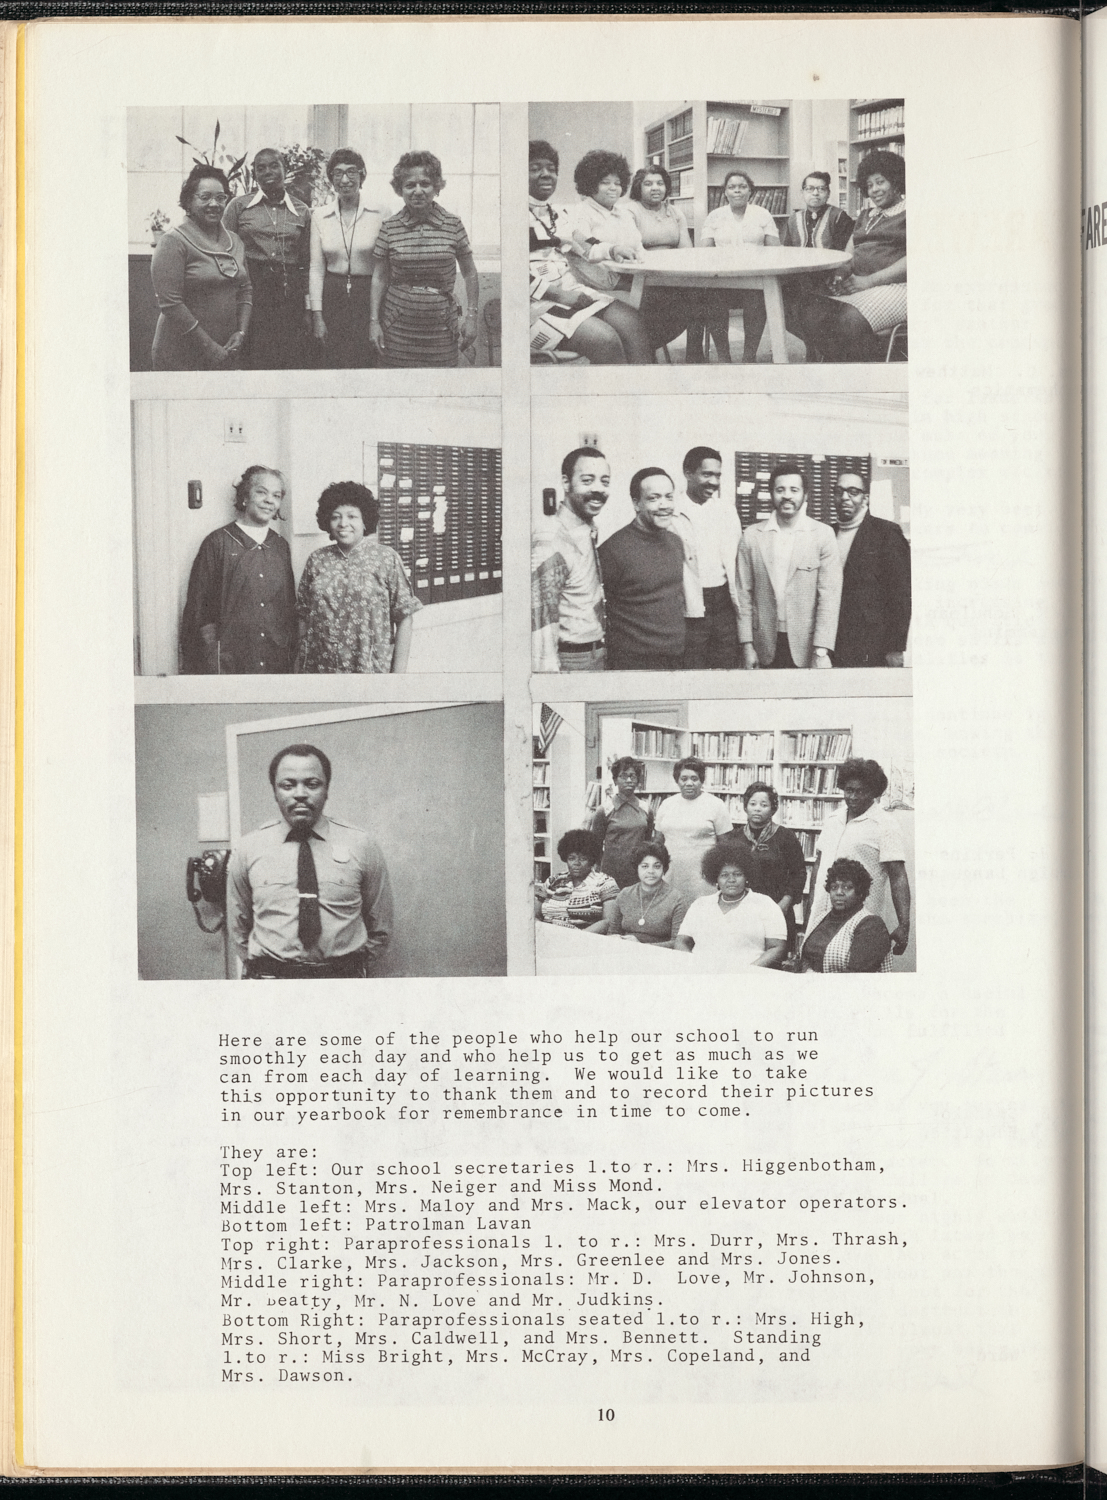 MYSTERIES
PARE
Here are some of the people who help our school to run
smoothly each day and who help us to get as much as we
can from each day of learning.  We would like to take
this opportunity to thank them and to record their pictures
in our yearbook for remembrance in time to come.
They are:
Top left: Our school secretaries l.to r.: Mrs. Higgenbotham,
Mrs. Stanton, Mrs. Neiger and Miss Mond.
Middle left: Mrs. Maloy and Mrs. Mack, our elevator operators.
Bottom left: Patrolman Lavan
Top right: Paraprofessionals l. to r.: Mrs. Durr, Mrs. Thrash,
Mrs. Clarke, Mrs. Jackson, Mrs. Greenlee and Mrs. Jones.
Middle right: Paraprofessionals: Mr. D.  Love, Mr. Johnson,
Mr. Beatty, Mr. N. Love and Mr. Judkins.
Bottom Right: Paraprofessionals seated l.to r.: Mrs. High,
Mrs. Short, Mrs. Caldwell, and Mrs. Bennett.  Standing
l.to r.: Miss Bright, Mrs. McCray, Mrs. Copeland, and
Mrs. Dawson.
10